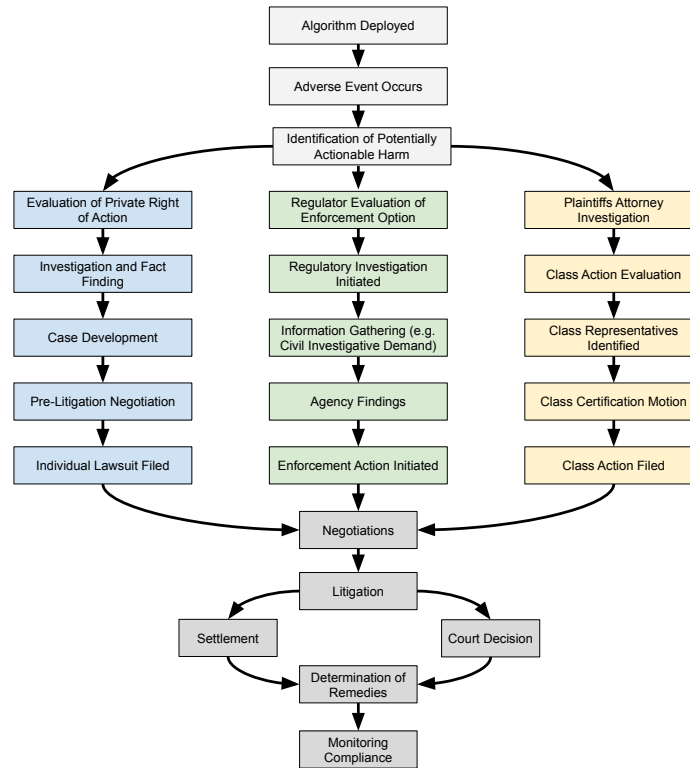 Algorithm Deployed
Adverse Event Occurs
Identification of Potentially
Actionable Harm
Evaluation of Private Right
of Action
Investigation and Fact
Finding
Case Development
Pre-Litigation Negotiation
Individual Lawsuit Filed
Regulator Evaluation of
Enforcement Option
Regulatory Investigation
Initiated
Information Gathering (e.g.
Civil Investigative Demand)
Agency Findings
Enforcement Action Initiated
Plaintiffs Attorney
Investigation
Class Action Evaluation
Class Representatives
Identified
Class Certification Motion
Class Action Filed
Negotiations
Litigation
Settlement
Court Decision
Determination of
Remedies
Monitoring
Compliance